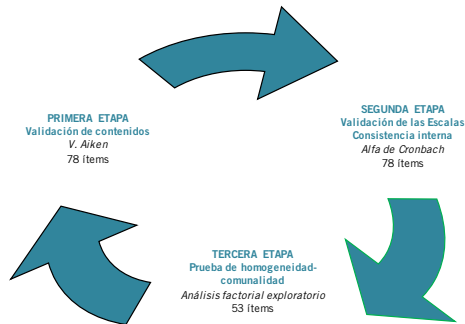 PRIMERA ETAPA
Validación de contenidos
V. Aiken
78 ítems
SEGUNDA ETAPA
Validación de las Escalas
Consistencia interna
Alfa de Cronbach
78 ítems
TERCERA ETAPA
Prueba de homogeneidad-
comunalidad
Análisis factorial exploratorio
53 ítems